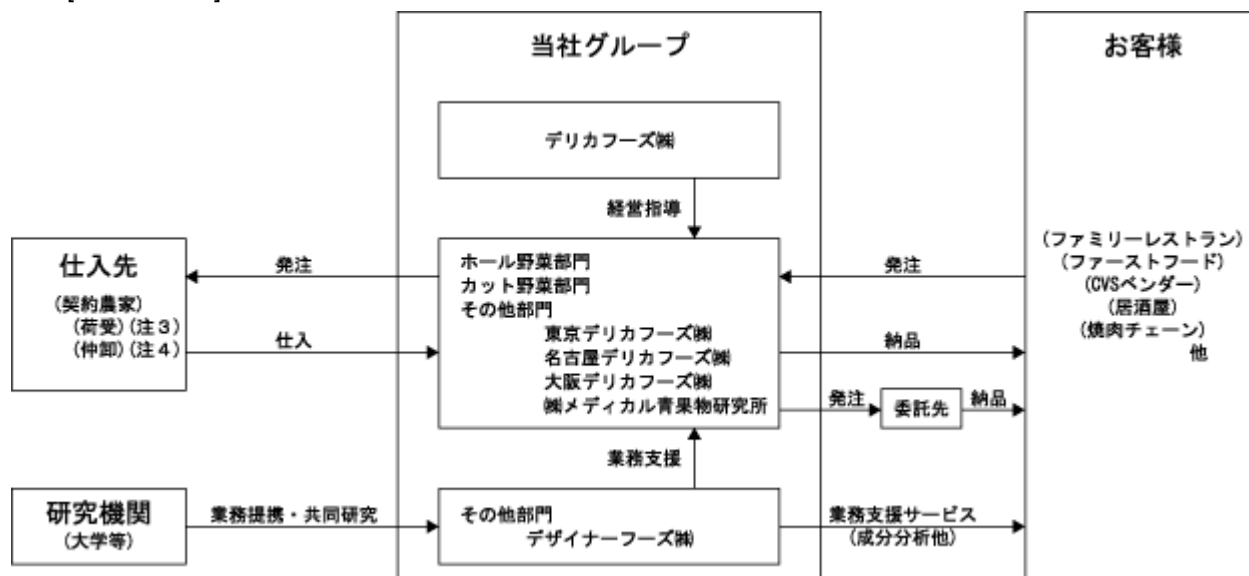 当社グループ
お客様
デリカフーズ㈱
経営指導
仕入先
(契約農家)
(荷受)(注3)
(仲卸)(注4)
発注
仕入
ホール野菜部門
カット野菜部門
その他部門
東京デリカフーズ㈱
名古屋デリカフーズ㈱
大阪デリカフーズ㈱
㈱メディカル青果物研究所
発注
納品
発注
委託先
納品
(ファミリーレストラン)
(ファーストフード)
(CVSベンダー)
(居酒屋)
(焼肉チェーン)
他
業務支援
研究機関
(大学等)
業務提携・共同研究
その他部門
デザイナーフーズ㈱
業務支援サービス
(成分分析他)